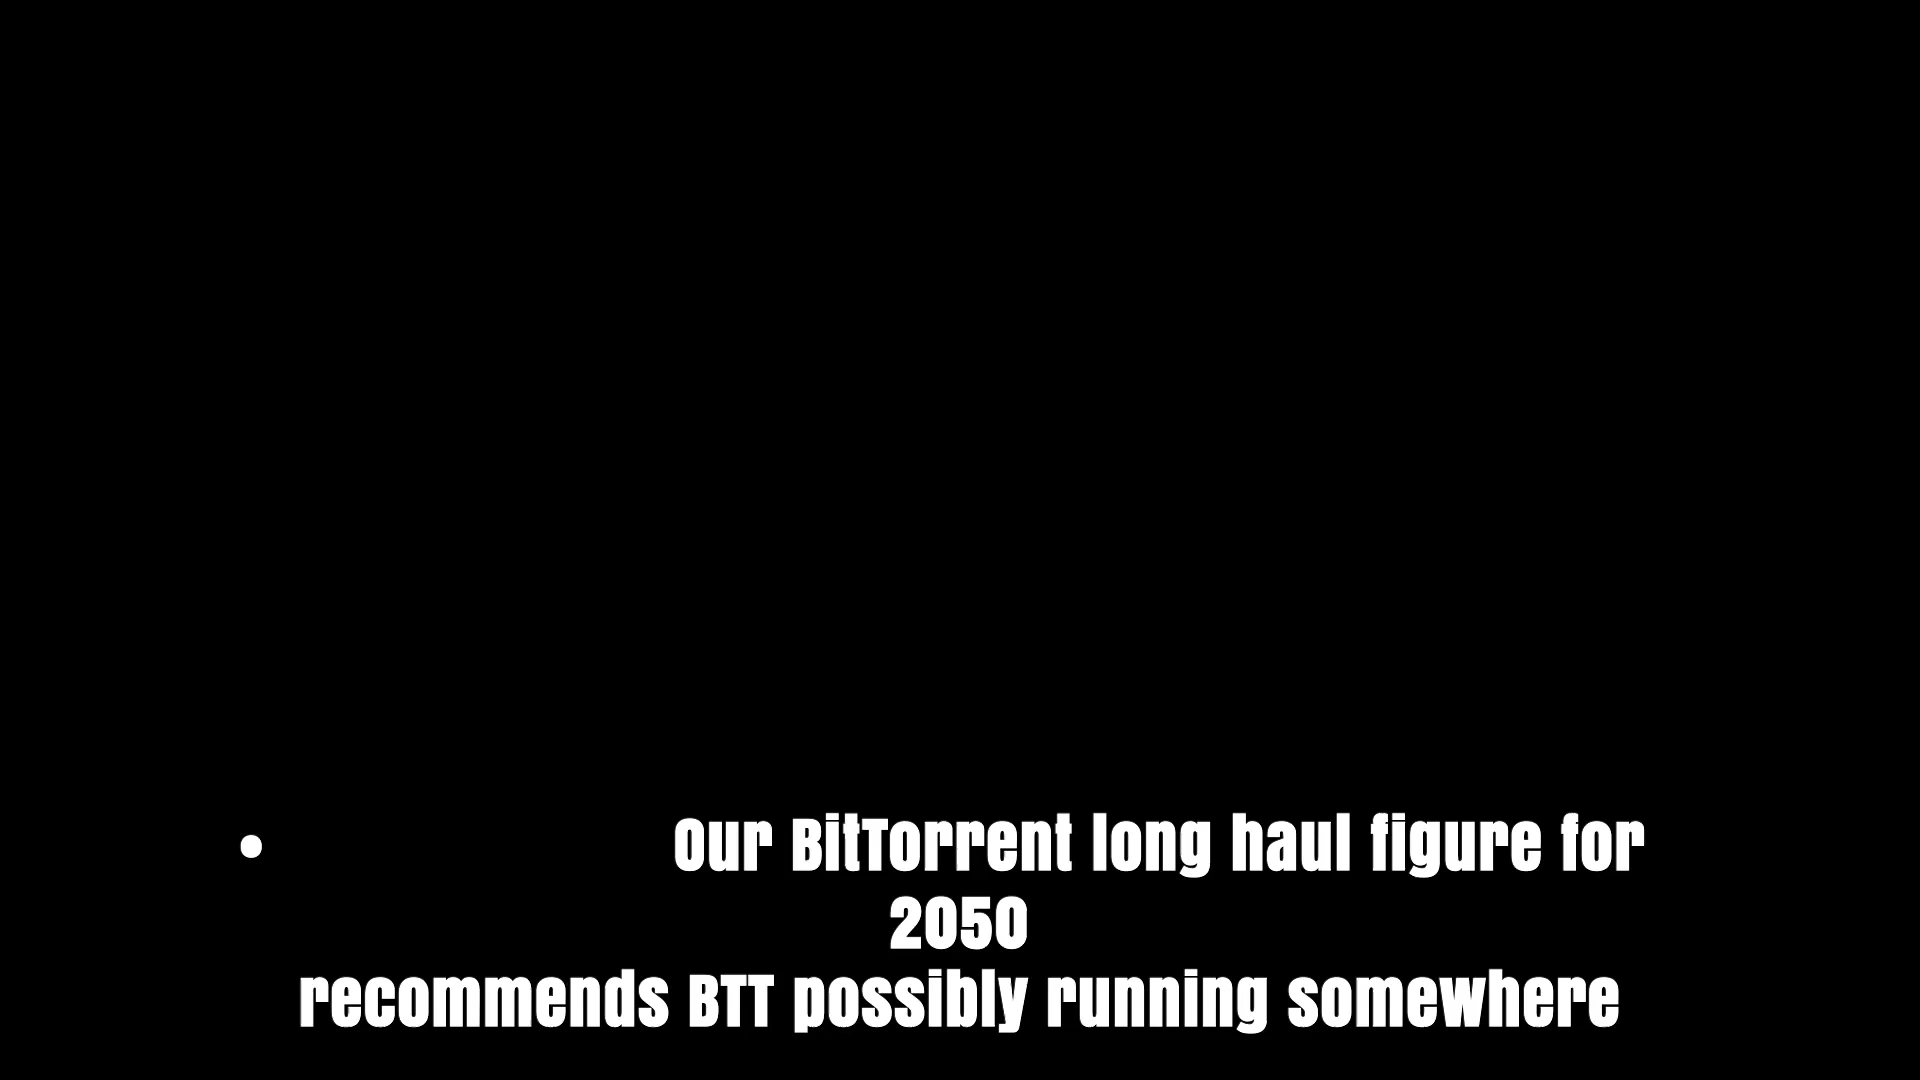 • Our BitTorrent long haul figure for
2050
recommends BTT possibly running somewhere